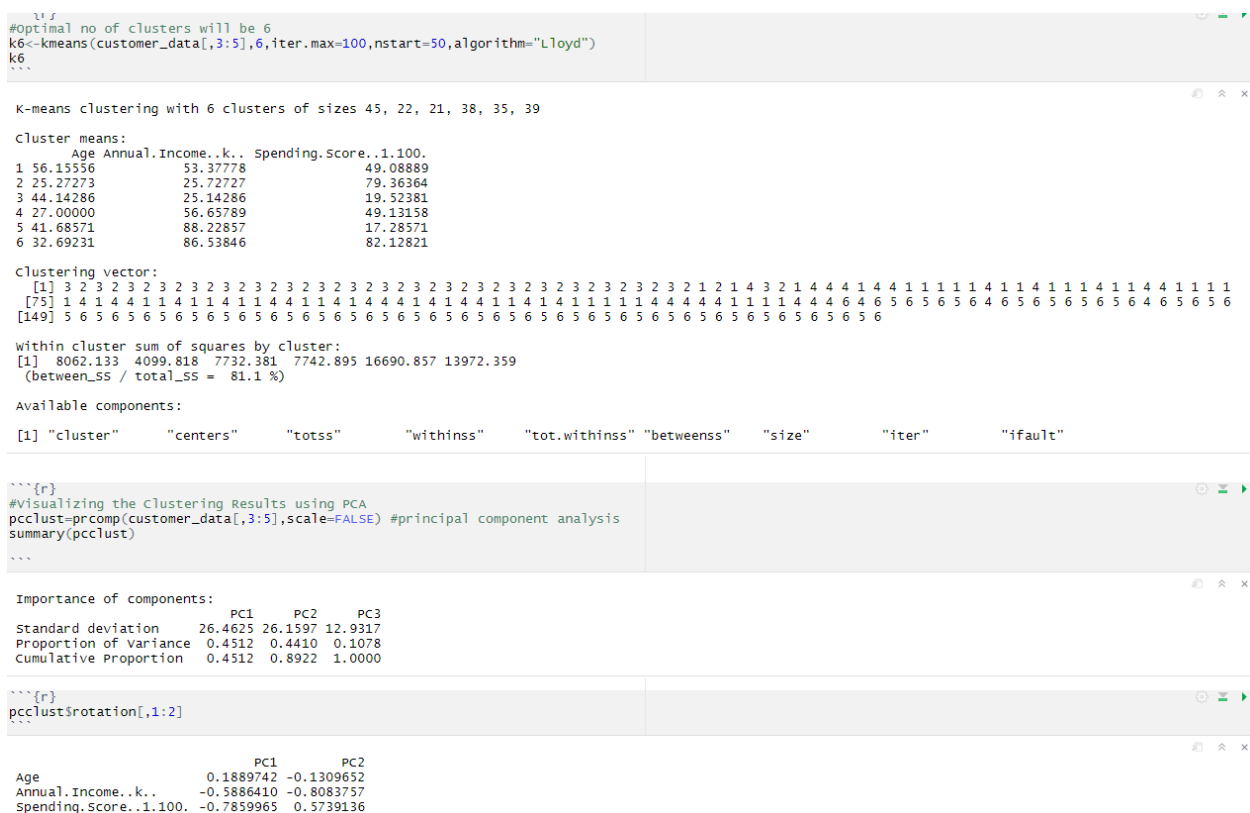 ```{r}
#Optimal no of clusters will be 6
k6<-kmeans(customer_data[,3:5],6,iter.max=100,nstart=50,algorithm="Lloyd")
k6
```
K-means clustering with 6 clusters of sizes 45, 22, 21, 38, 35, 39
Cluster means:
Age Annual.Income..k.. Spending.Score..1.100.
1 56.15556 53.37778 49.08889
2 25.27273 25.72727 79.36364
3 44.14286 25.14286 19.52381
4 27.00000 56.65789 49.13158
5 41.68571 88.22857 17.28571
6 32.69231 86.53846 82.12821
Clustering vector:
[1] 3 2 3 2 3 2 3 2 3 2 3 2 3 2 3 2 3 2 3 2 3 2 3 2 3 2 3 2 3 2 3 2 3 2 3 2 3 2 3 2 1 2 1 4 3 2 1 4 4 4 1 4 4 1 1 1 1 1 4 1 1 4 1 1 1 4 1 1 4 4 1 1 1 1
[75] 1 4 1 4 4 1 1 4 1 1 4 1 1 4 4 1 1 4 1 4 4 4 1 4 1 4 4 1 1 4 1 4 1 1 1 1 1 4 4 4 4 4 1 1 1 1 4 4 4 6 4 6 5 6 5 6 5 6 4 6 5 6 5 6 5 6 5 6 4 6 5 6 5 6
[149] 5 6 5 6 5 6 5 6 5 6 5 6 5 6 5 6 5 6 5 6 5 6 5 6 5 6 5 6 5 6 5 6 5 6 5 6 5 6 5 6 5 6 5 6 5 6 5 6 5 6 5 6 5 6 5 6
Within cluster sum of squares by cluster:
[1] 8062.133 4099.818 7732.381 7742.895 16690.857 13972.359
(between_SS / total_SS = 81.1 %)
Available components:
[1] "cluster" "centers" "totss" "withinss" "tot.withinss" "betweenss" "size" "iter" "ifault"
```{r}
#Visualizing the Clustering Results using PCA
pcclust=prcomp(customer_data[,3:5],scale=FALSE) #principal component analysis
summary(pcclust)
```
Importance of components:
PC1 PC2 PC3
Standard deviation 26.4625 26.1597 12.9317
Proportion of Variance 0.4512 0.4410 0.1078
Cumulative Proportion 0.4512 0.8922 1.0000
```{r}
pcclust$rotation[,1:2]
```
PC1 PC2
Age 0.1889742 -0.1309652
Annual.Income..k.. -0.5886410 -0.8083757
Spending.Score..1.100. -0.7859965 0.5739136